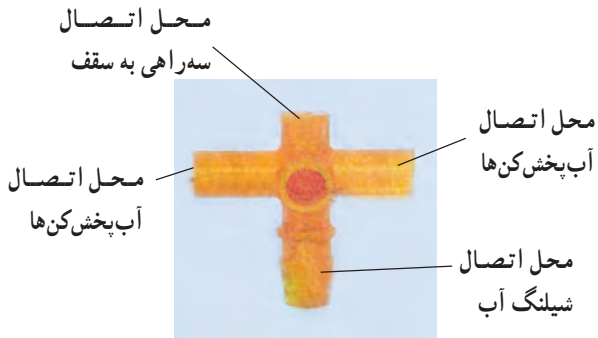 محل اتصال
سه‌راهی به سقف
محل اتصال
آب‌پخش‌کن‌ها
محل اتصال
آب‌پخش‌کن‌ها
محل اتصال
شیلنگ آب